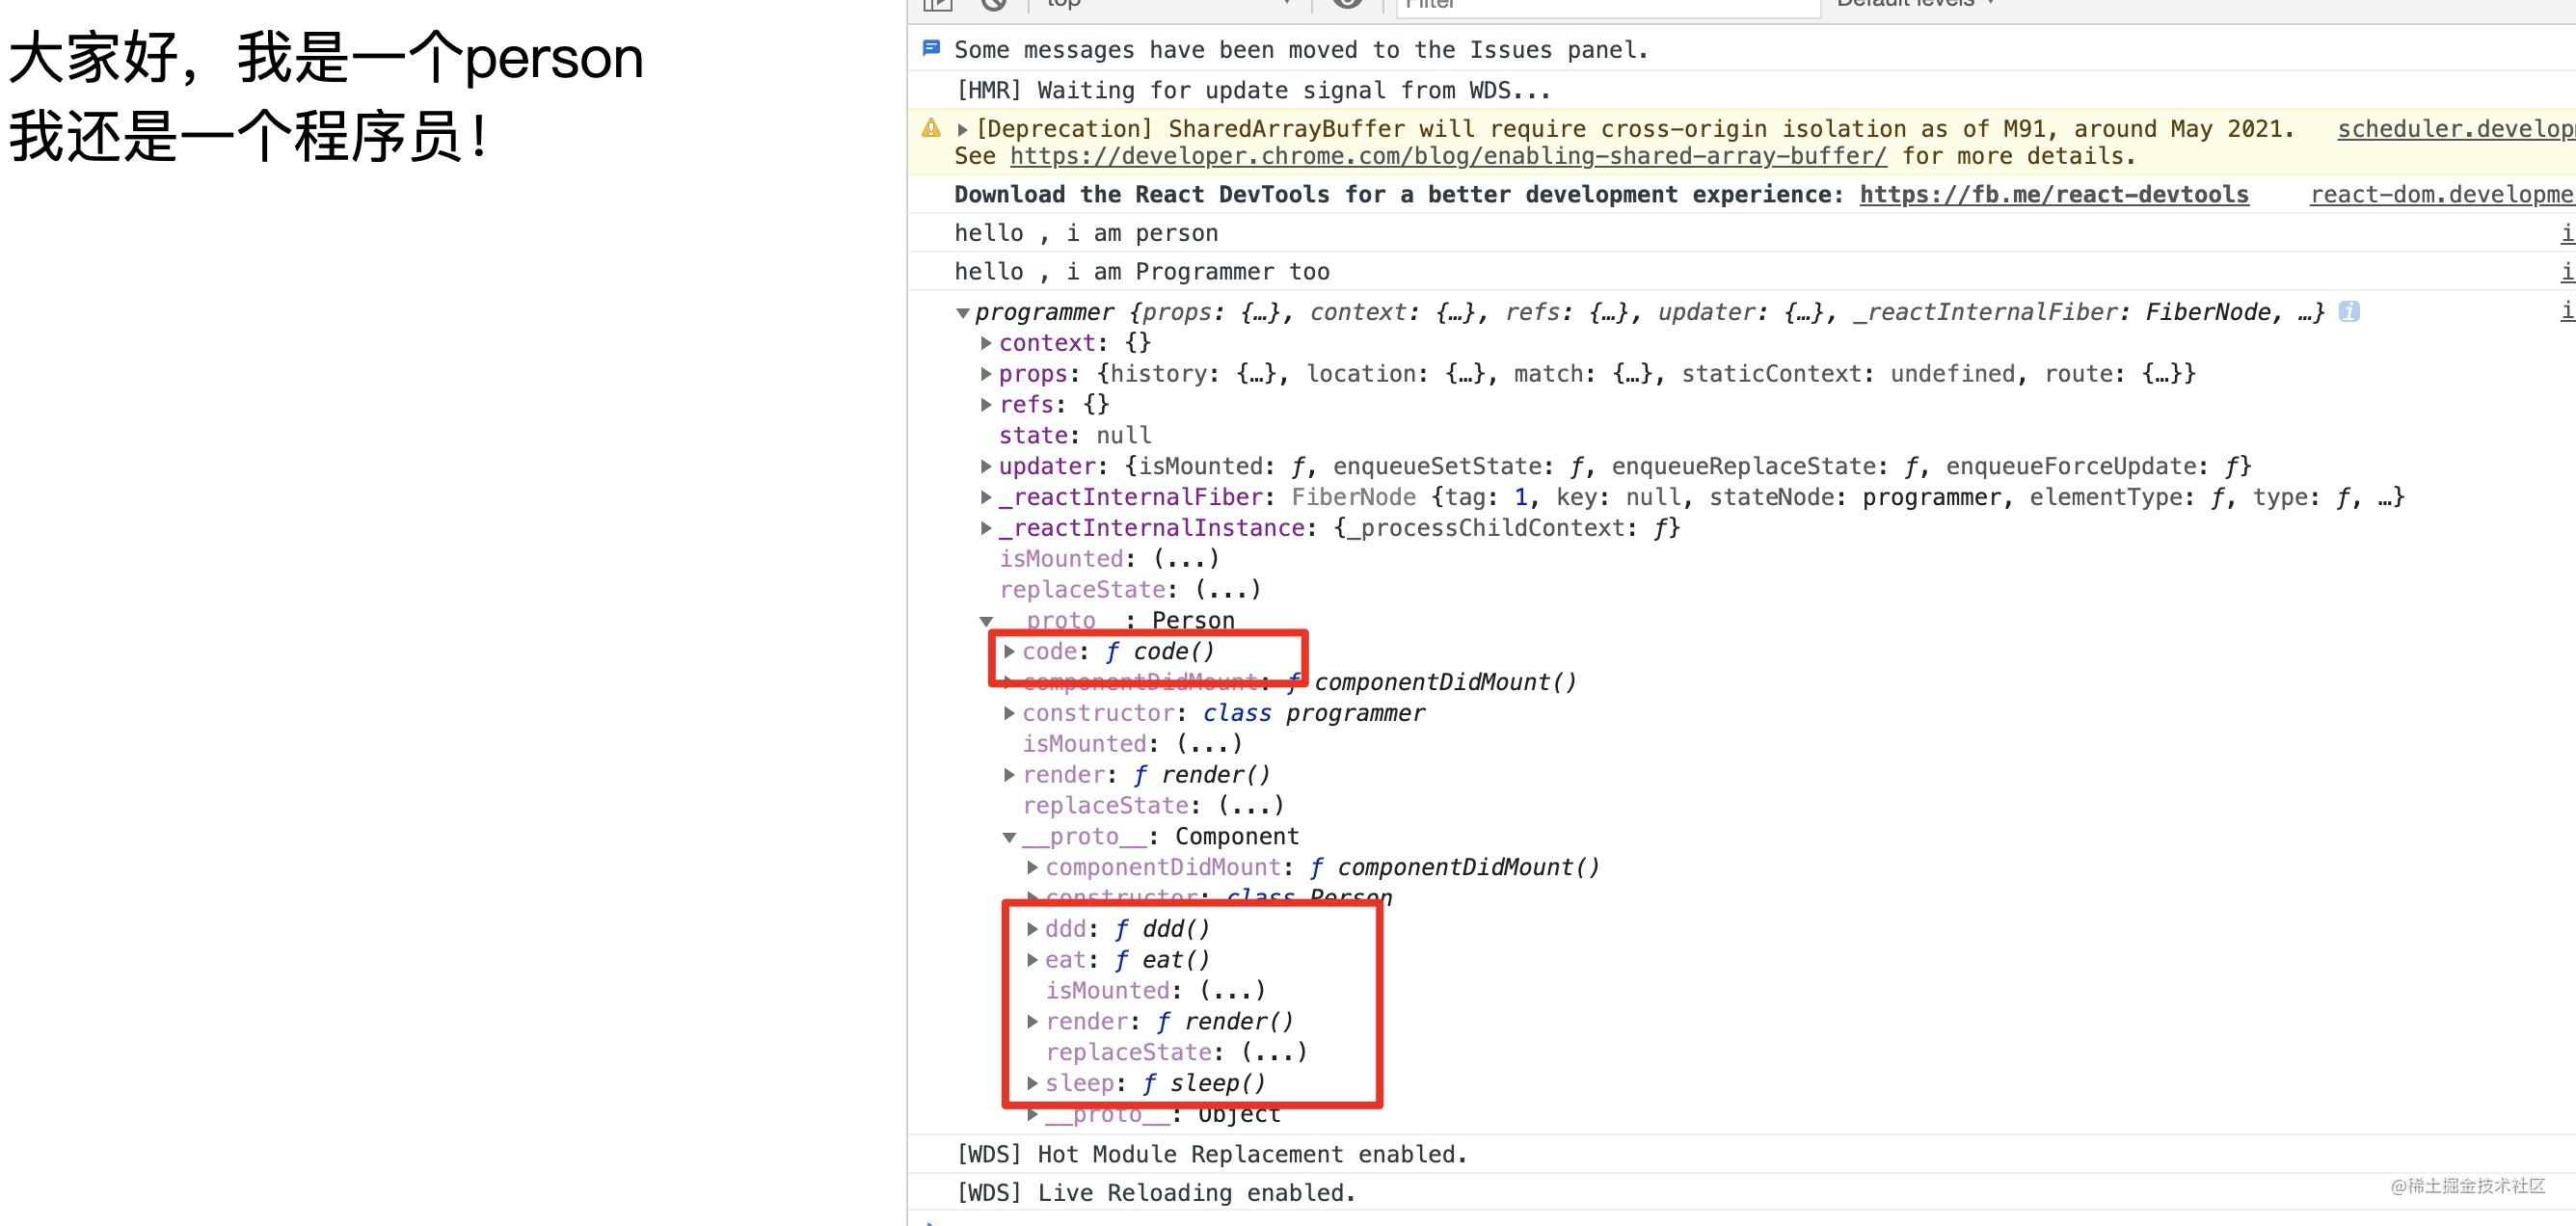 大家好，我是一个person
我还是一个程序员！
top
Filter
Default levels
Some messages have been moved to the Issues panel.
[HMR] Waiting for update signal from WDS...
[Deprecation] SharedArrayBuffer will require cross-origin isolation as of M91, around May 2021. scheduler.develop
See https://developer.chrome.com/blog/enabling-shared-array-buffer/ for more details.
Download the React DevTools for a better development experience: https://fb.me/react-devtools react-dom.developme
hello , i am person i
hello , i am Programmer too i
programmer {props: {…}, context: {…}, refs: {…}, updater: {…}, _reactInternalFiber: FiberNode, …} i i
context: {}
props: {history: {…}, location: {…}, match: {…}, staticContext: undefined, route: {…}}
refs: {}
state: null
updater: {isMounted: ƒ, enqueueSetState: ƒ, enqueueReplaceState: ƒ, enqueueForceUpdate: ƒ}
_reactInternalFiber: FiberNode {tag: 1, key: null, stateNode: programmer, elementType: ƒ, type: ƒ, …}
_reactInternalInstance: {_processChildContext: ƒ}
isMounted: (...)
replaceState: (...)
__proto__: Person
code: ƒ code()
componentDidMount: ƒ componentDidMount()
constructor: class programmer
isMounted: (...)
render: ƒ render()
replaceState: (...)
__proto__: Component
componentDidMount: ƒ componentDidMount()
constructor: class Person
ddd: ƒ ddd()
eat: ƒ eat()
isMounted: (...)
render: ƒ render()
replaceState: (...)
sleep: ƒ sleep()
__proto__: Object
[WDS] Hot Module Replacement enabled.
[WDS] Live Reloading enabled.
@稀土掘金技术社区